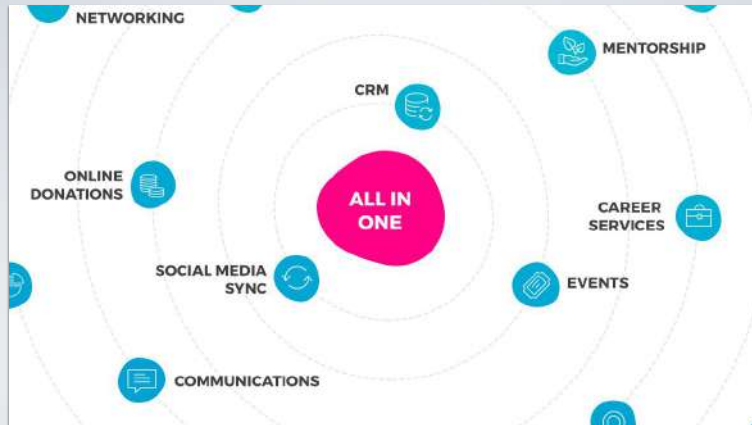 NETWORKING
MENTORSHIP
CRM
ONLINE
DONATIONS
ALL IN
ONE
CAREER
SERVICES
SOCIAL MEDIA
SYNC
EVENTS
COMMUNICATIONS